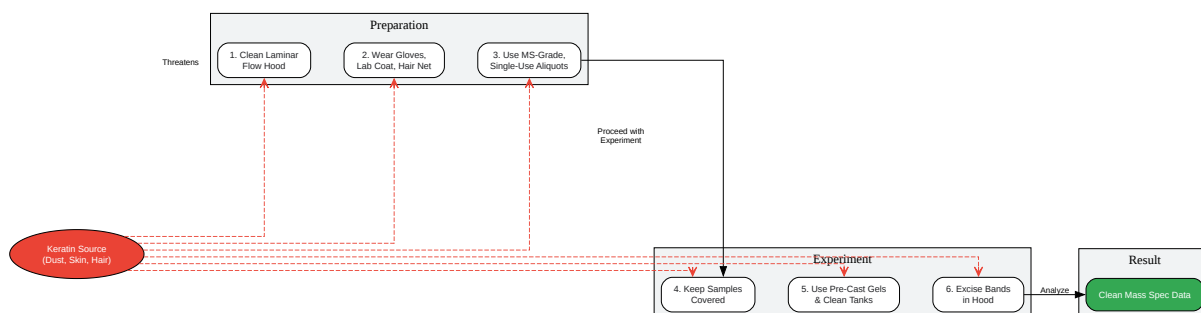 Preparation
1. Clean Laminar
Flow Hood
2. Wear Gloves,
Lab Coat, Hair Net
3. Use MS-Grade,
Single-Use Aliquots
Threatens
Proceed with
Experiment
Keratin Source
(Dust, Skin, Hair)
Experiment
4. Keep Samples
Covered
5. Use Pre-Cast Gels
& Clean Tanks
6. Excise Bands
in Hood
Analyze
Result
Clean Mass Spec Data